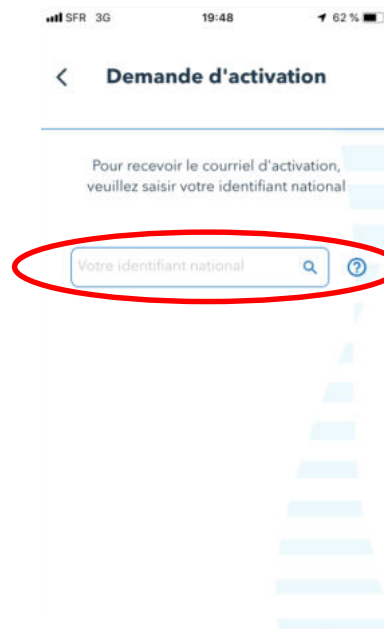 SFR 3G 19:48 62 %
Demande d'activation
Pour recevoir le courriel d'activation,
veuillez saisir votre identifiant national
Votre identifiant national